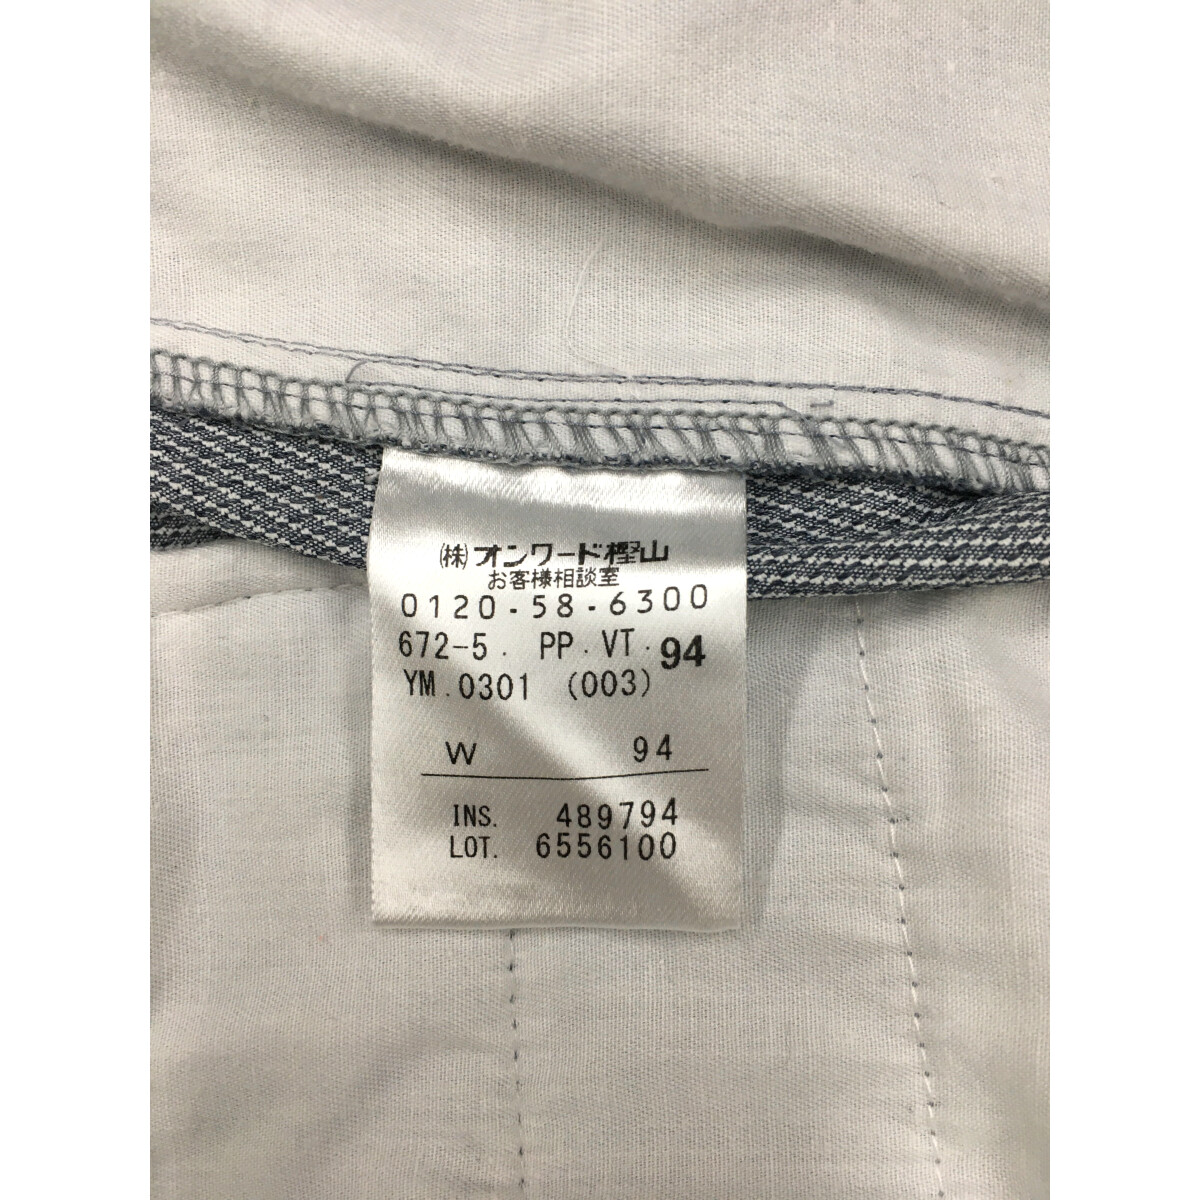 (株)オンワード樫山
お客様相談室
0120-58-6300
672-5. PP.VT.94
YM.0301 (003)
W 94
INS. 489794
LOT. 6556100